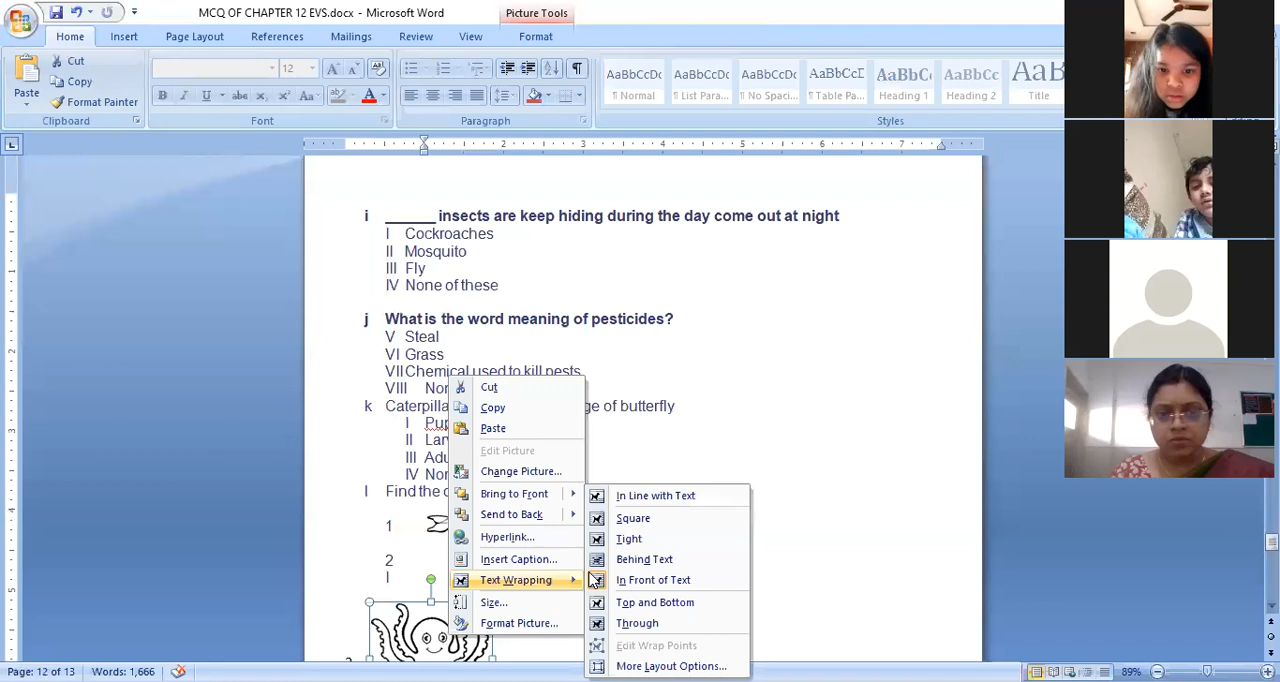 MCQ OF CHAPTER 12 EVS.docx - Microsoft Word
Picture Tools
Home Insert Page Layout References Mailings Review View Format
Paste
Cut
Copy
Format Painter
12
AaBbCcDc AaBbCcDc AaBbCcDc AaBbCcD AaBbC AaBbCc AaB
¶ Normal ¶ List Para... ¶ No Spaci... ¶ Table Pa... Heading 1 Heading 2 Title
Clipboard Font Paragraph Styles
2 3 4 5 6 7
i ______ insects are keep hiding during the day come out at night
I Cockroaches
II Mosquito
III Fly
IV None of these
j What is the word meaning of pesticides?
V Steal
VI Grass
VII Chemical used to kill pests
VIII
k ge of butterfly
I
II
III
IV
l Find the
1
2
I
Cut
Copy
Paste
Edit Picture
Change Picture...
Bring to Front
Send to Back
Hyperlink...
Insert Caption...
Text Wrapping
Size...
Format Picture...
In Line with Text
Square
Tight
Behind Text
In Front of Text
Top and Bottom
Through
Edit Wrap Points
More Layout Options...
Page: 12 of 13 Words: 1,666 89%